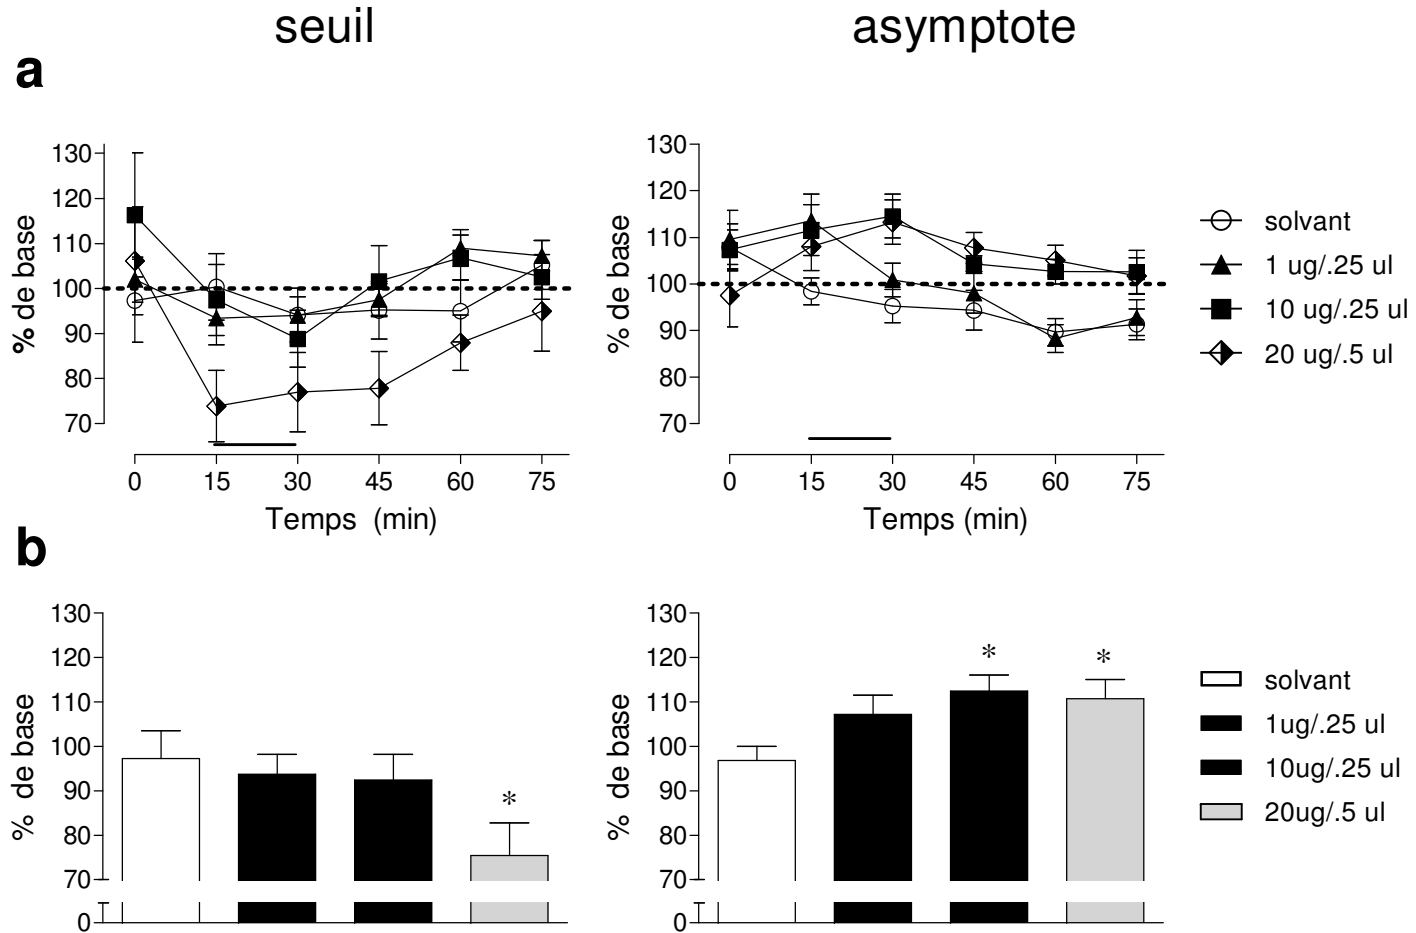 seuil asymptote
a
130
120
110
100
90
80
70
% de base
0 15 30 45 60 75
Temps (min)
130
120
110
100
90
80
70
% de base
0 15 30 45 60 75
Temps (min)
solvant
1 ug/.25 ul
10 ug/.25 ul
20 ug/.5 ul
b
130
120
110
100
90
80
70
0
% de base
*
130
120
110
100
90
80
70
0
% de base
* *
solvant
1ug/.25 ul
10ug/.25 ul
20ug/.5 ul